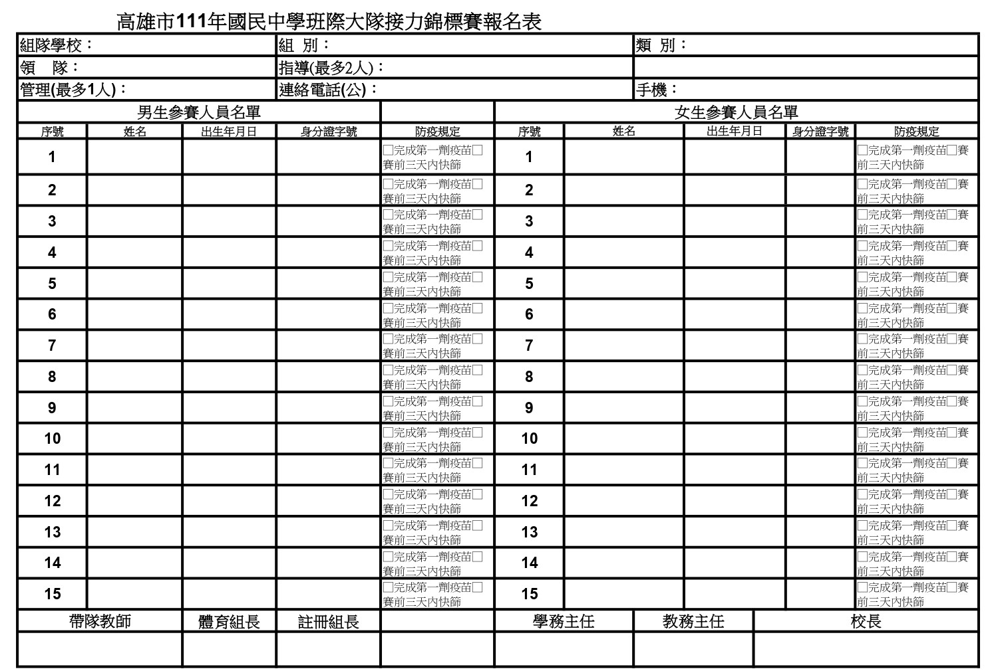 高雄市111年國民中學班際大隊接力錦標賽報名表
組隊學校： 組 別： 類 別：
領 隊： 指導(最多2人)：
管理(最多1人)： 連絡電話(公)： 手機：
男生參賽人員名單 女生參賽人員名單
序號 姓名 出生年月日 身分證字號 防疫規定 序號 姓名 出生年月日 身分證字號 防疫規定
1 □完成第一劑疫苗□ 1 □完成第一劑疫苗□賽
賽前三天內快篩 前三天內快篩
2 □完成第一劑疫苗□ 2 □完成第一劑疫苗□賽
賽前三天內快篩 前三天內快篩
3 □完成第一劑疫苗□ 3 □完成第一劑疫苗□賽
賽前三天內快篩 前三天內快篩
4 □完成第一劑疫苗□ 4 □完成第一劑疫苗□賽
賽前三天內快篩 前三天內快篩
5 □完成第一劑疫苗□ 5 □完成第一劑疫苗□賽
賽前三天內快篩 前三天內快篩
6 □完成第一劑疫苗□ 6 □完成第一劑疫苗□賽
賽前三天內快篩 前三天內快篩
7 □完成第一劑疫苗□ 7 □完成第一劑疫苗□賽
賽前三天內快篩 前三天內快篩
8 □完成第一劑疫苗□ 8 □完成第一劑疫苗□賽
賽前三天內快篩 前三天內快篩
9 □完成第一劑疫苗□ 9 □完成第一劑疫苗□賽
賽前三天內快篩 前三天內快篩
10 □完成第一劑疫苗□ 10 □完成第一劑疫苗□賽
賽前三天內快篩 前三天內快篩
11 □完成第一劑疫苗□ 11 □完成第一劑疫苗□賽
賽前三天內快篩 前三天內快篩
12 □完成第一劑疫苗□ 12 □完成第一劑疫苗□賽
賽前三天內快篩 前三天內快篩
13 □完成第一劑疫苗□ 13 □完成第一劑疫苗□賽
賽前三天內快篩 前三天內快篩
14 □完成第一劑疫苗□ 14 □完成第一劑疫苗□賽
賽前三天內快篩 前三天內快篩
15 □完成第一劑疫苗□ 15 □完成第一劑疫苗□賽
賽前三天內快篩 前三天內快篩
帶隊教師 體育組長 註冊組長 學務主任 教務主任 校長